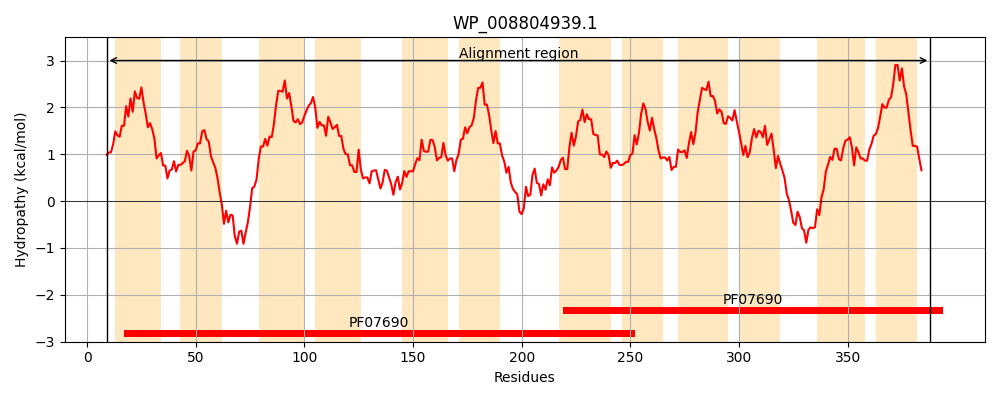 WP_008804939.1
Alignment region
Hydropathy (kcal/mol)
3
2
1
0
−1
−2
−3
PF07690
PF07690
0 50 100 150 200 250 300 350
Residues